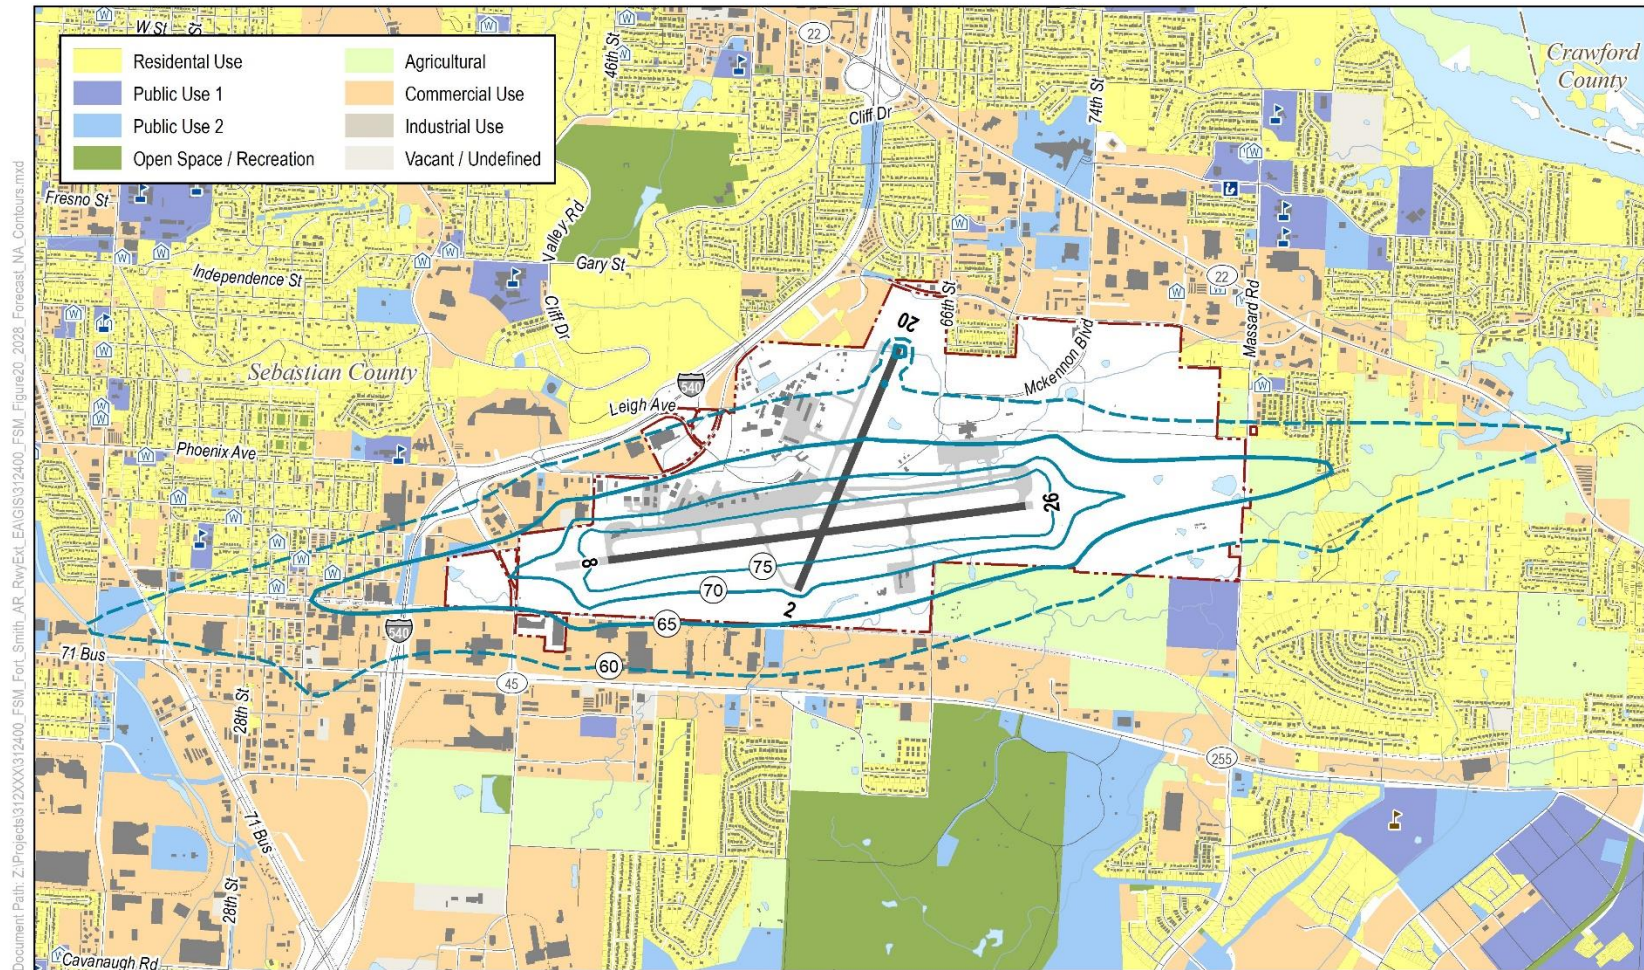 Document Path: Z:\Projects\312XXX\312400_FSM_Fort_Smith_AR_RwyExt_EA\GIS\312400_FSM_Figure20_2028_Forecast_NA_Contours.mxd
Residental Use
Public Use 1
Public Use 2
Open Space / Recreation
Agricultural
Commercial Use
Industrial Use
Vacant / Undefined
W St
St
46th St
22
Crawford
County
Cliff Dr
74th St
Fresno St
Valley Rd
Gary St
Independence St
Cliff Dr
66th St
22
Massard Rd
20
Mckennon Blvd
Sebastian County
540
Leigh Ave
Phoenix Ave
26
8
75
70
2
65
540
60
71 Bus
45
28th St
255
71 Bus
28th St
Cavanaugh Rd